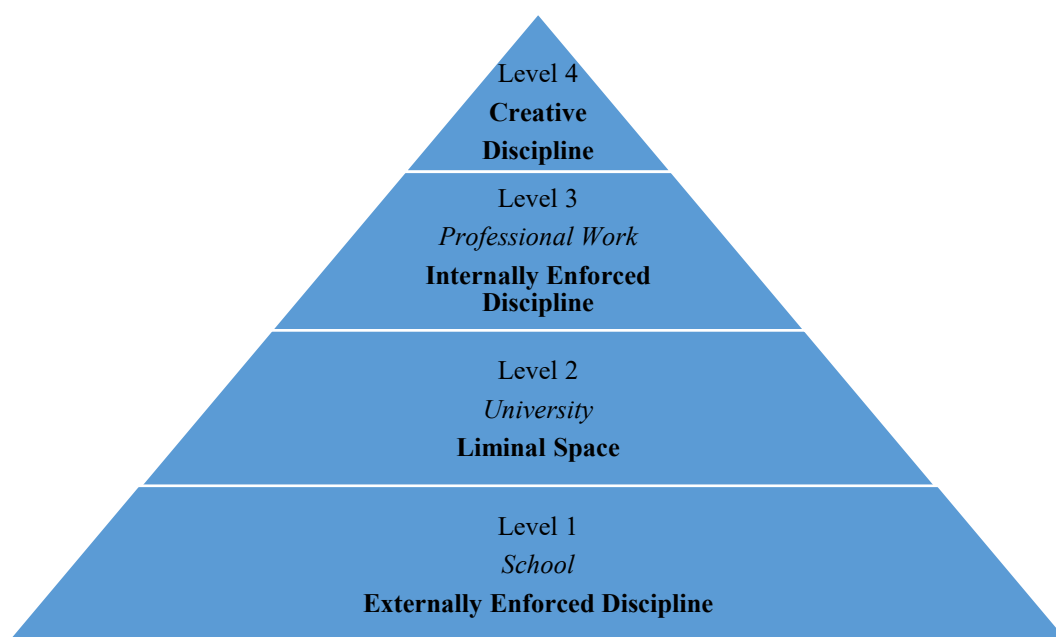 Level 4
Creative
Discipline
Level 3
Professional Work
Internally Enforced
Discipline
Level 2
University
Liminal Space
Level 1
School
Externally Enforced Discipline